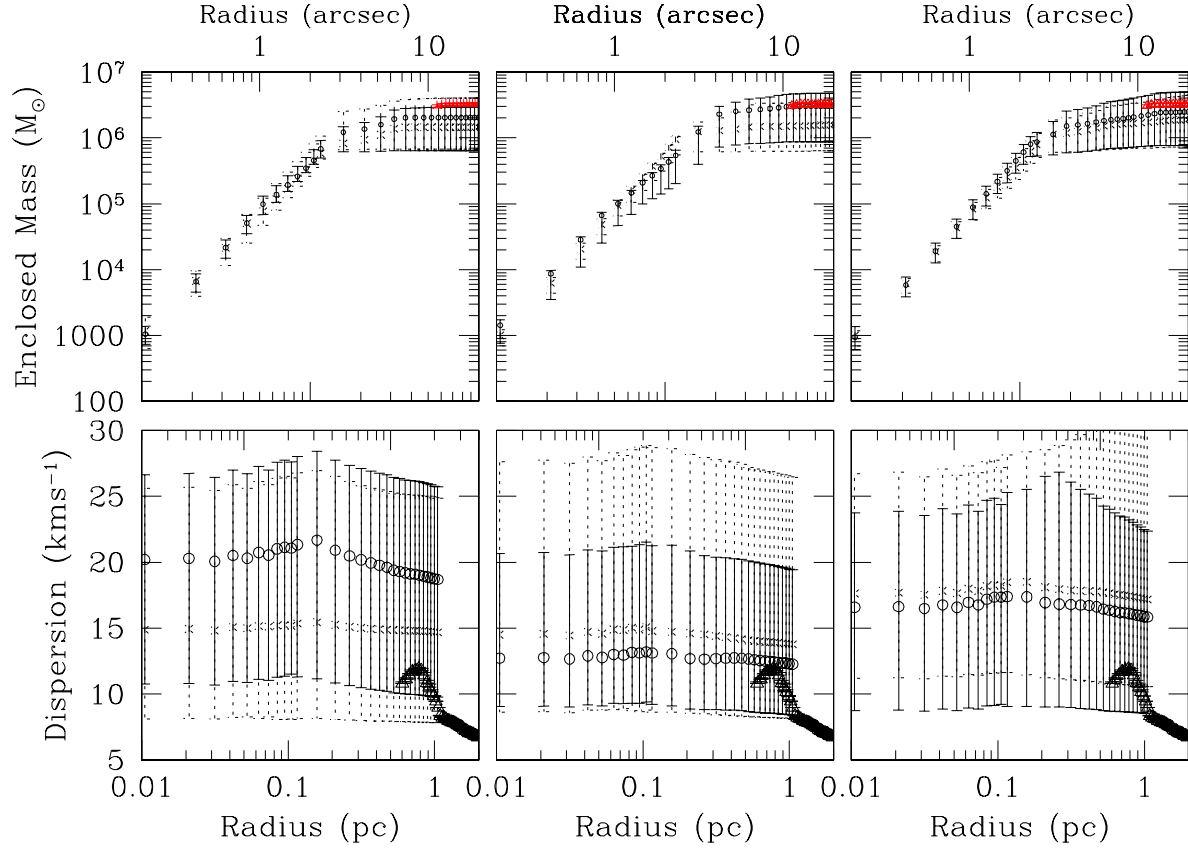 Radius (arcsec) Radius (arcsec) Radius (arcsec)
1 10 1 10 1 10
10⁷
10⁶
10⁵
10⁴
1000
100
Enclosed Mass (M☉)
30
25
20
15
10
5
Dispersion (kms⁻¹)
0.01 0.1 1 0.01 0.1 1 0.01 0.1 1
Radius (pc) Radius (pc) Radius (pc)